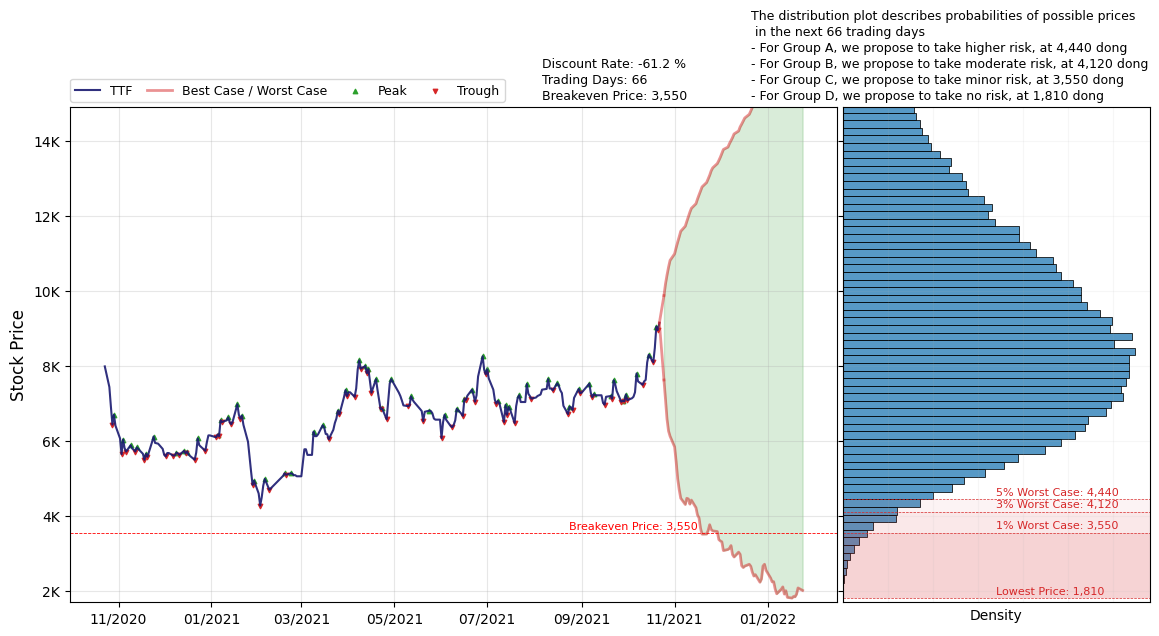 The distribution plot describes probabilities of possible prices
in the next 66 trading days
- For Group A, we propose to take higher risk, at 4,440 dong
- For Group B, we propose to take moderate risk, at 4,120 dong
- For Group C, we propose to take minor risk, at 3,550 dong
- For Group D, we propose to take no risk, at 1,810 dong
Discount Rate: -61.2 %
Trading Days: 66
Breakeven Price: 3,550
TTF
Best Case / Worst Case
Peak
Trough
Stock Price
14K
12K
10K
8K
6K
4K
2K
Breakeven Price: 3,550
5% Worst Case: 4,440
3% Worst Case: 4,120
1% Worst Case: 3,550
Lowest Price: 1,810
11/2020
01/2021
03/2021
05/2021
07/2021
09/2021
11/2021
01/2022
Density